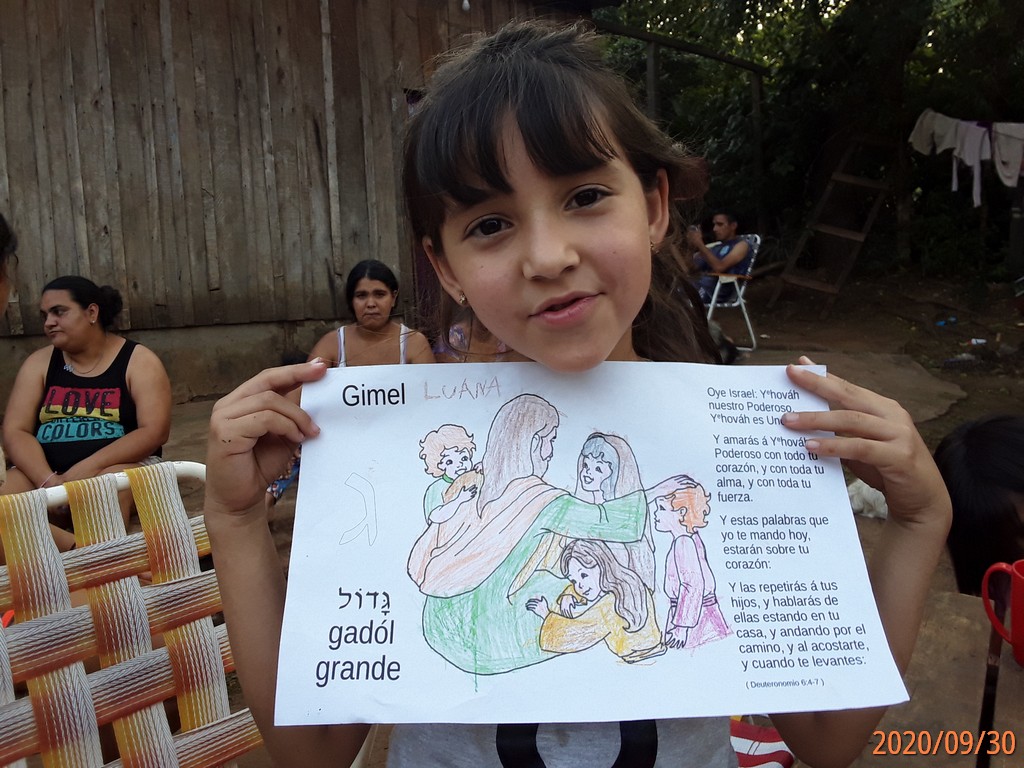 Gimel LUANA
ג
גָּדוֹל
gadól
grande
Oye Israel: Yᵉhováh
nuestro Poderoso,
Yᵉhováh es Uno
Y amarás á Yᵉhováh
Poderoso con todo tu
corazón, y con toda tu
alma, y con toda tu
fuerza.
Y estas palabras que
yo te mando hoy,
estarán sobre tu
corazón:
Y las repetirás á tus
hijos, y hablarás de
ellas estando en tu
casa, y andando por el
camino, y al acostarte,
y cuando te levantes:
( Deuteronomio 6:4-7 )
LOVE
COLORS
2020/09/30